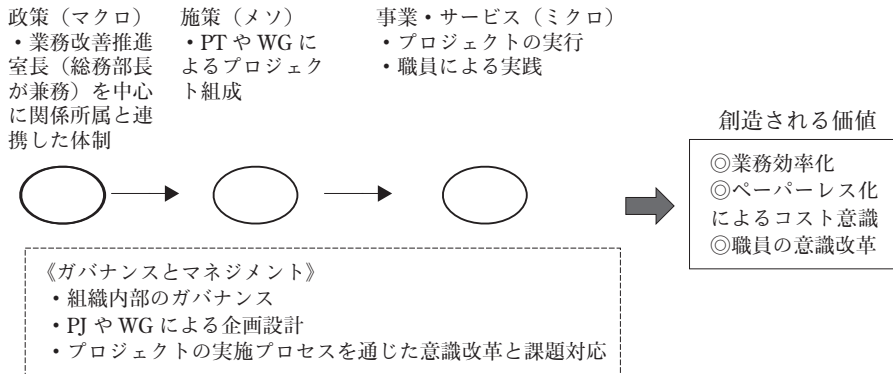 政策（マクロ）
・業務改善推進
室長（総務部長
が兼務）を中心
に関係所属と連
携した体制
施策（メソ）
・PT や WG に
よるプロジェク
ト組成
事業・サービス（ミクロ）
・プロジェクトの実行
・職員による実践
創造される価値
◎業務効率化
◎ペーパーレス化
によるコスト意識
◎職員の意識改革
《ガバナンスとマネジメント》
・組織内部のガバナンス
・PJ や WG による企画設計
・プロジェクトの実施プロセスを通じた意識改革と課題対応